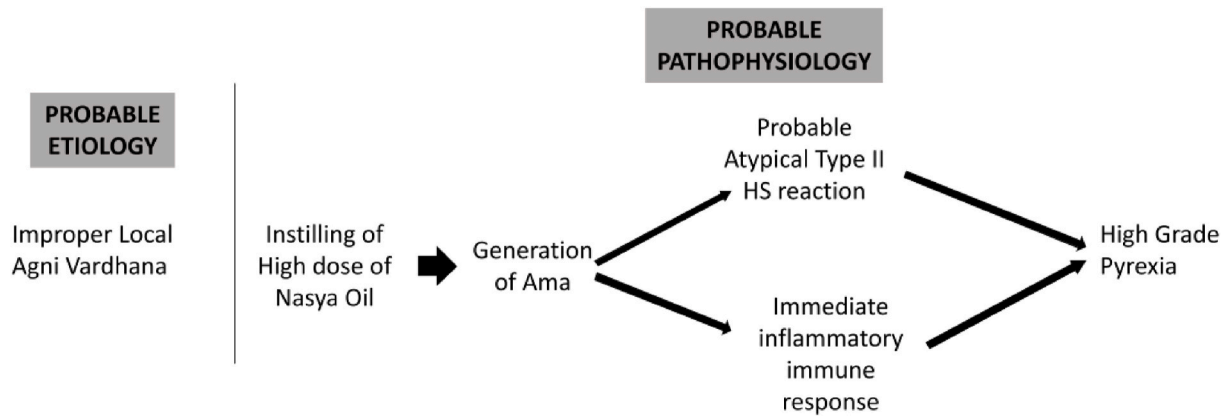 PROBABLE
ETIOLOGY
Improper Local
Agni Vardhana
PROBABLE
PATHOPHYSIOLOGY
Instilling of
High dose of
Nasya Oil
Generation
of Ama
Probable
Atypical Type II
HS reaction
Immediate
inflammatory
immune
response
High Grade
Pyrexia